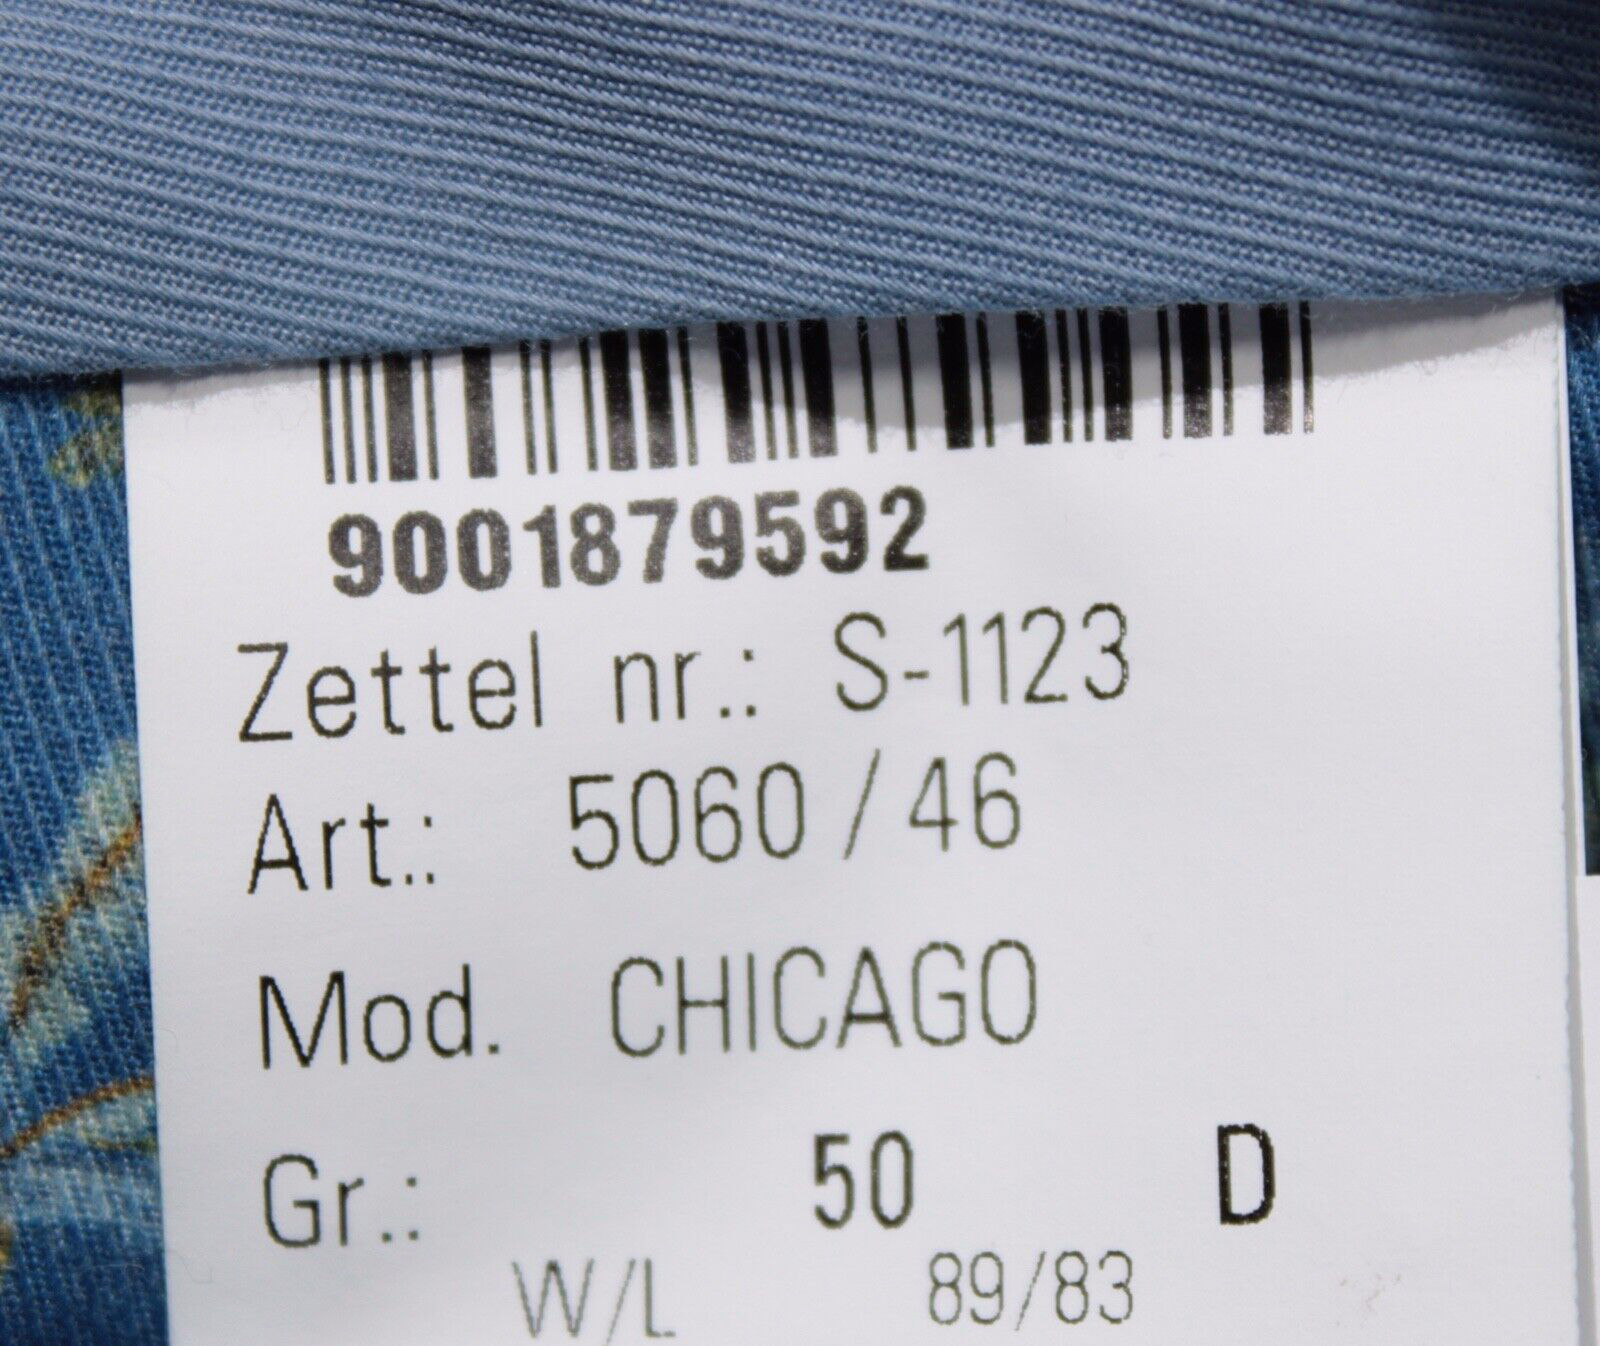 9001879592
Zettel nr.: S-1123
Art.: 5060 / 46
Mod. CHICAGO
Gr.: 50 D
W/L 89/83